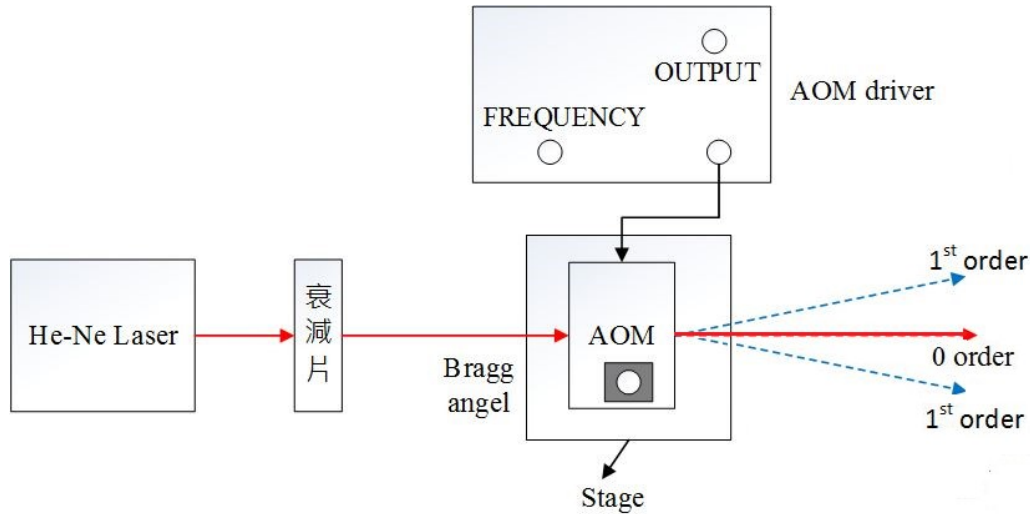 OUTPUT
AOM driver
FREQUENCY
He-Ne Laser
衰
減
片
Bragg
angel
AOM
1st order
0 order
1st order
Stage